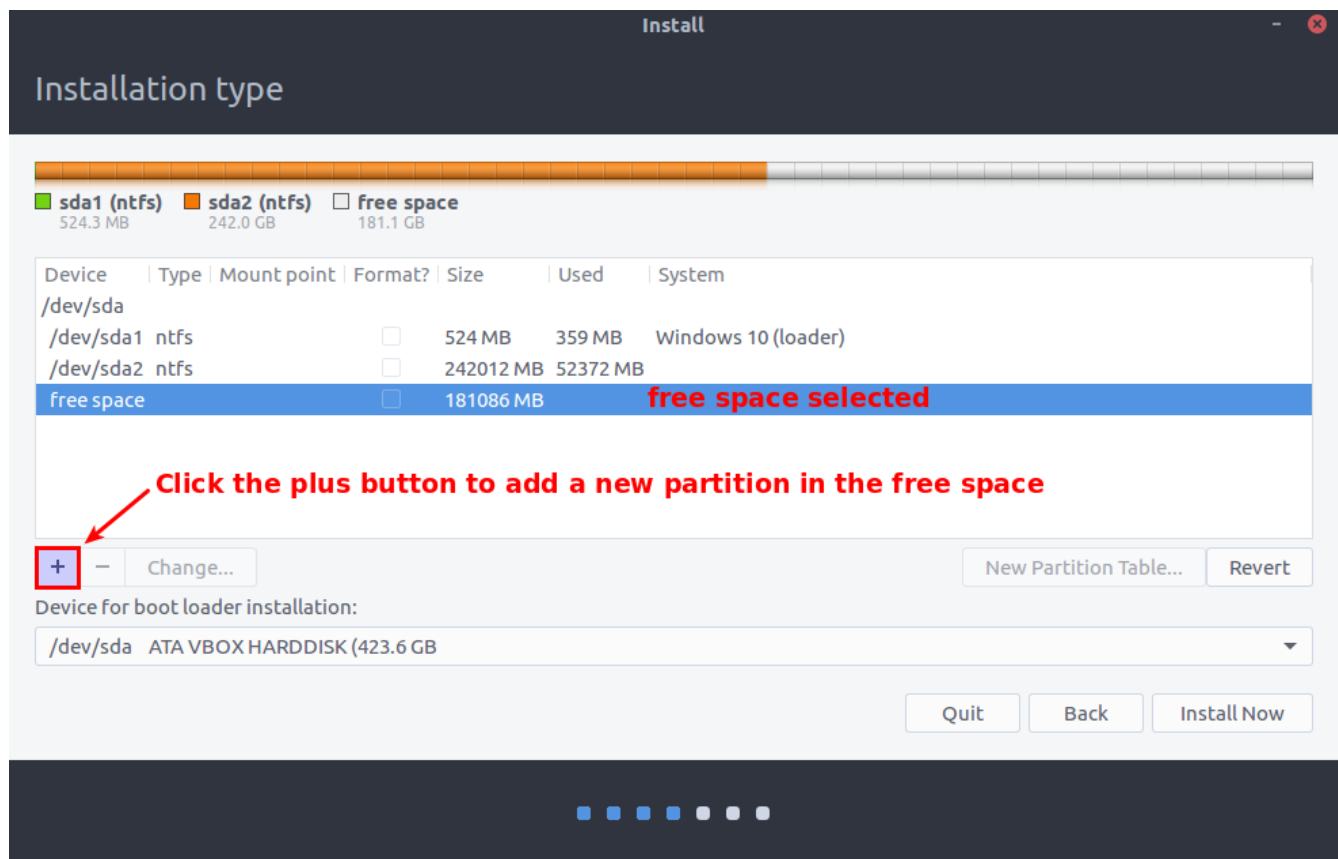 Install
Installation type
sda1 (ntfs) sda2 (ntfs) free space
524.3 MB 242.0 GB 181.1 GB
Device Type Mount point Format? Size Used System
/dev/sda
/dev/sda1 ntfs 524 MB 359 MB Windows 10 (loader)
/dev/sda2 ntfs 242012 MB 52372 MB
free space 181086 MB free space selected
Click the plus button to add a new partition in the free space
+ − Change... New Partition Table... Revert
Device for boot loader installation:
/dev/sda ATA VBOX HARDDISK (423.6 GB
Quit Back Install Now